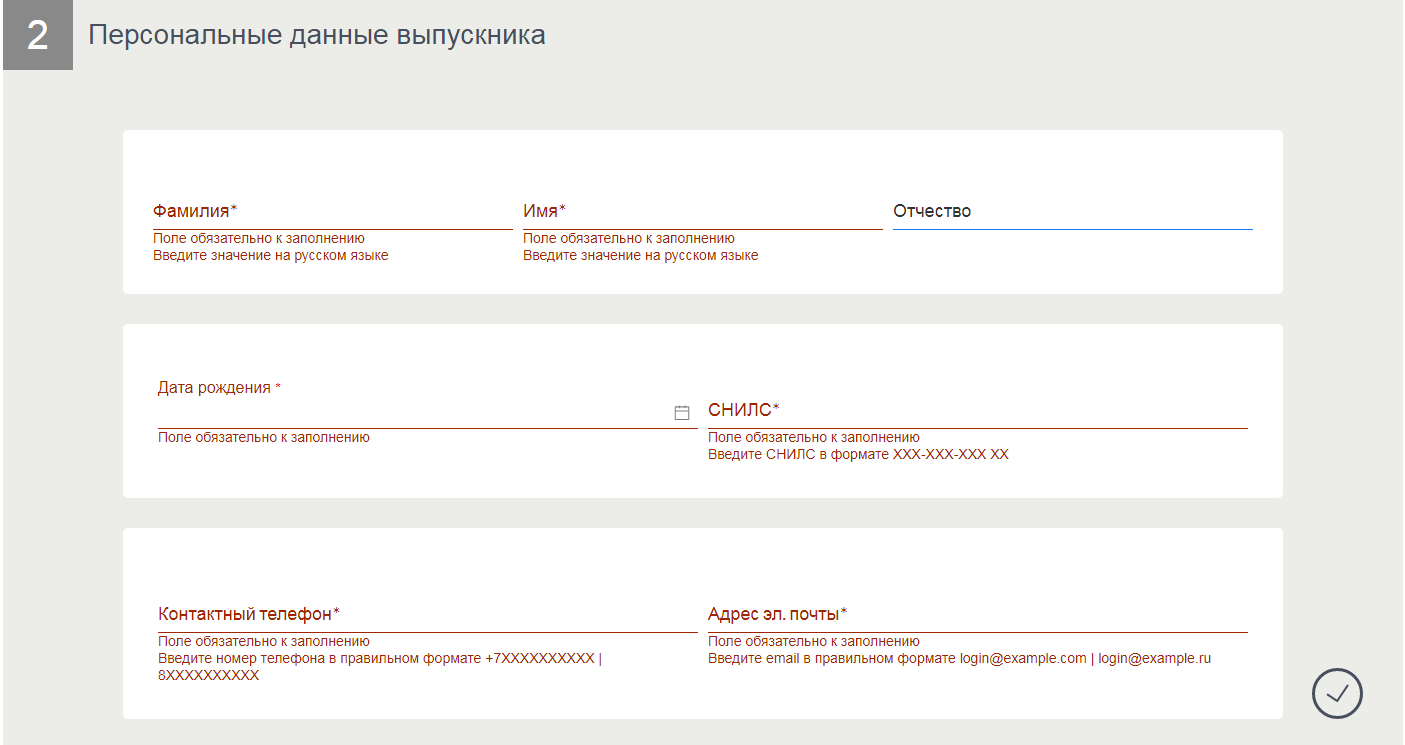 2 Персональные данные выпускника
Фамилия* Имя* Отчество
Поле обязательно к заполнению Поле обязательно к заполнению
Введите значение на русском языке Введите значение на русском языке
Дата рождения *
СНИЛС*
Поле обязательно к заполнению Поле обязательно к заполнению
Введите СНИЛС в формате XXX-XXX-XXX XX
Контактный телефон* Адрес эл. почты*
Поле обязательно к заполнению Поле обязательно к заполнению
Введите номер телефона в правильном формате +7XXXXXXXXXX | Введите email в правильном формате login@example.com | login@example.ru
8XXXXXXXXXX